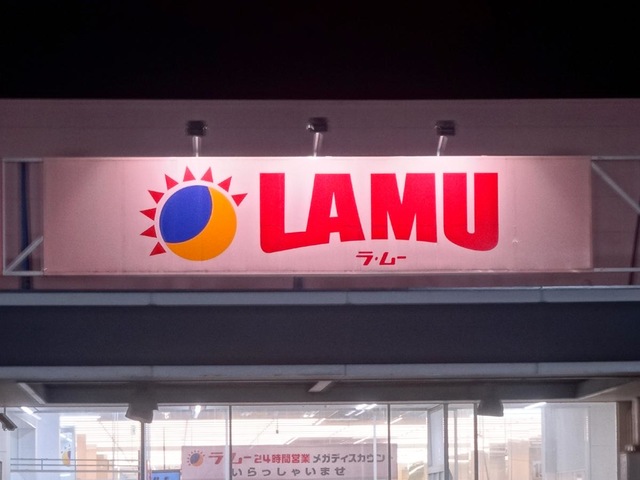 LAMU
ラ・ムー
ラ・ムー24時間営業 メガディスカウント
いらっしゃいませ